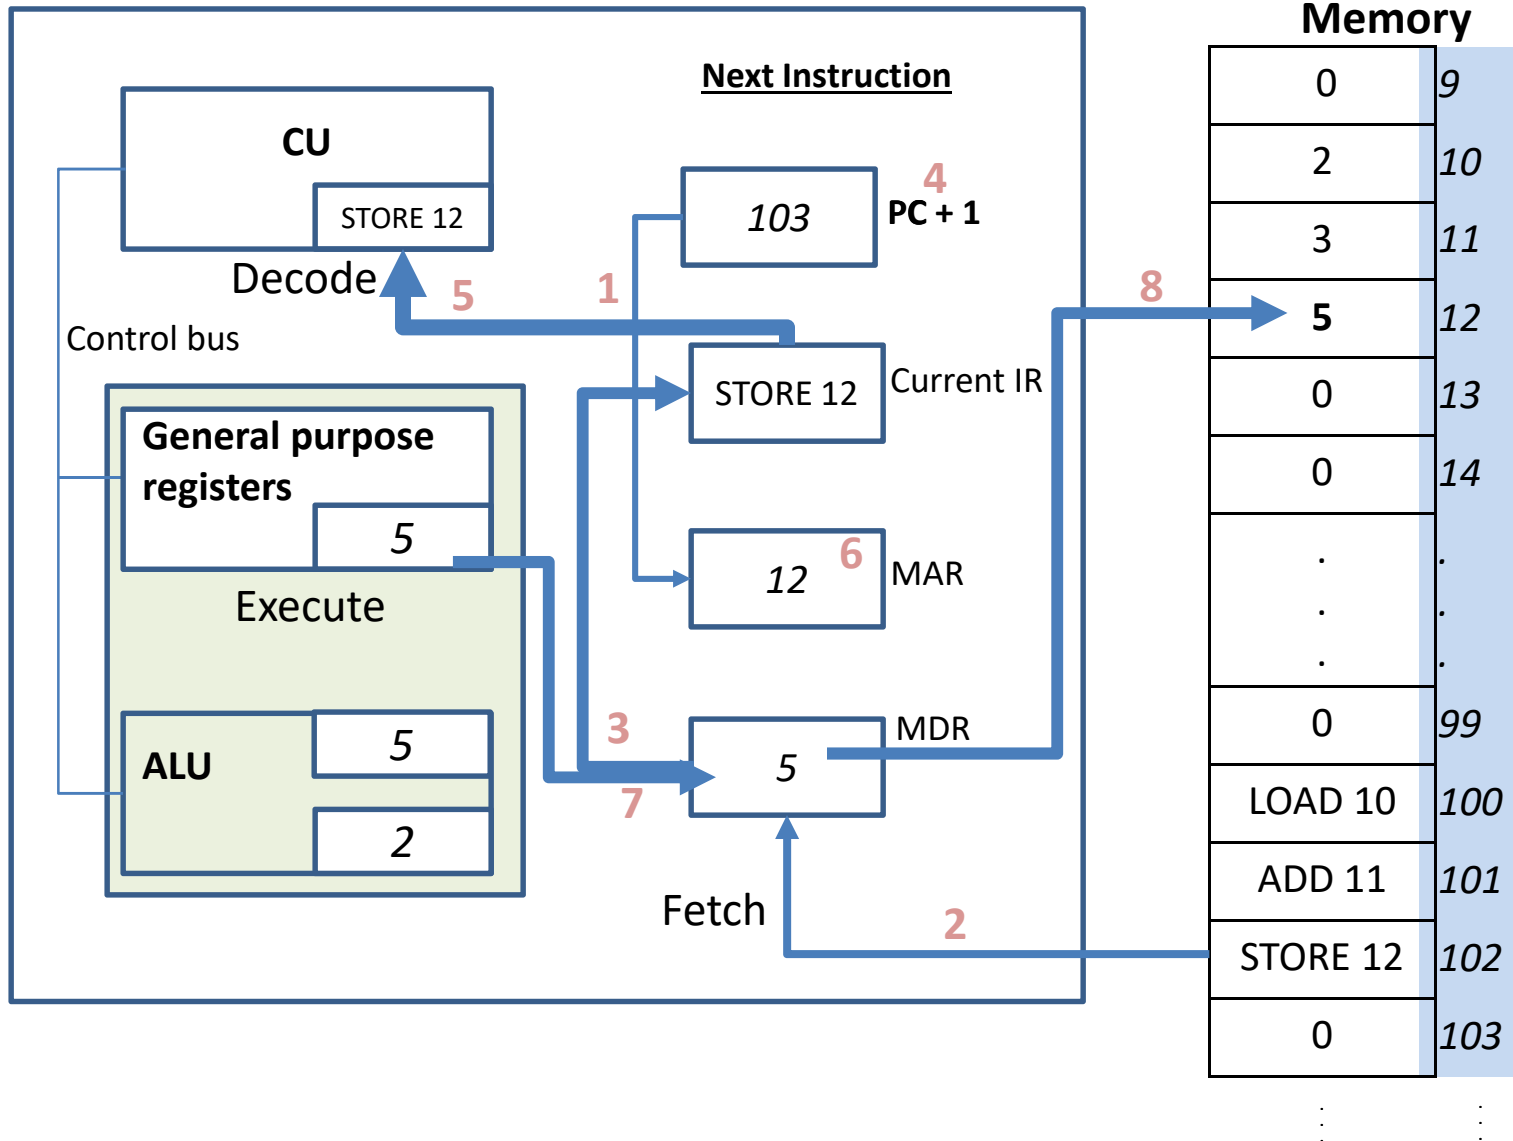 Memory
Next Instruction
CU
STORE 12
Decode
5
1
4
103
PC + 1
8
Control bus
STORE 12
Current IR
General purpose
registers
5
Execute
12
6
MAR
3
7
5
MDR
ALU
5
2
Fetch
2
0 9
2 10
3 11
5 12
0 13
0 14
. .
. .
. .
0 99
LOAD 10 100
ADD 11 101
STORE 12 102
0 103
. .
. .
. .